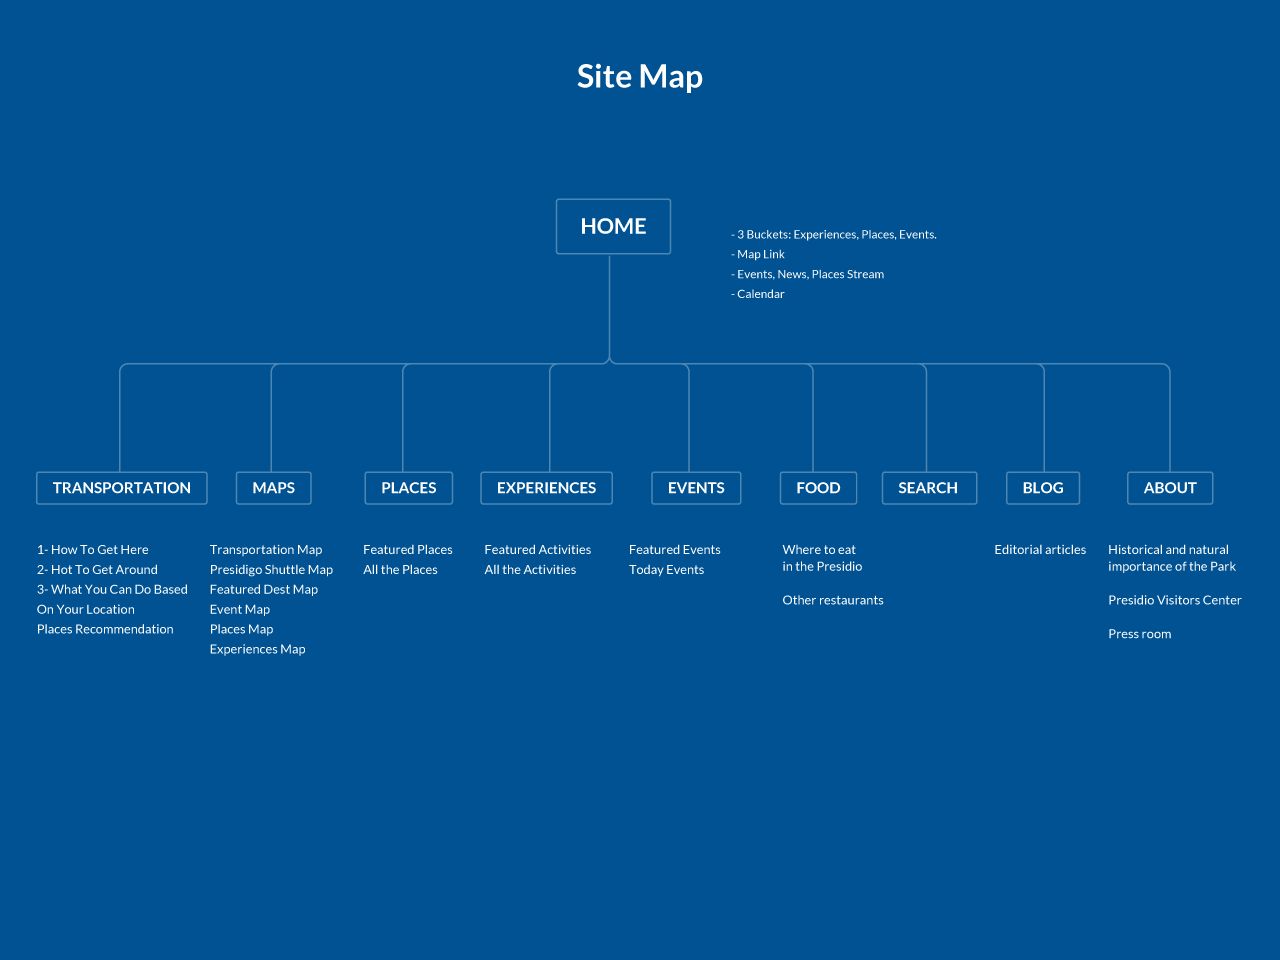 Site Map
HOME
- 3 Buckets: Experiences, Places, Events.
- Map Link
- Events, News, Places Stream
- Calendar
TRANSPORTATION
1- How To Get Here
2- Hot To Get Around
3- What You Can Do Based
On Your Location
Places Recommendation
MAPS
Transportation Map
Presidigo Shuttle Map
Featured Dest Map
Event Map
Places Map
Experiences Map
PLACES
Featured Places
All the Places
EXPERIENCES
Featured Activities
All the Activities
EVENTS
Featured Events
Today Events
FOOD
Where to eat
in the Presidio
Other restaurants
SEARCH
BLOG
Editorial articles
ABOUT
Historical and natural
importance of the Park
Presidio Visitors Center
Press room